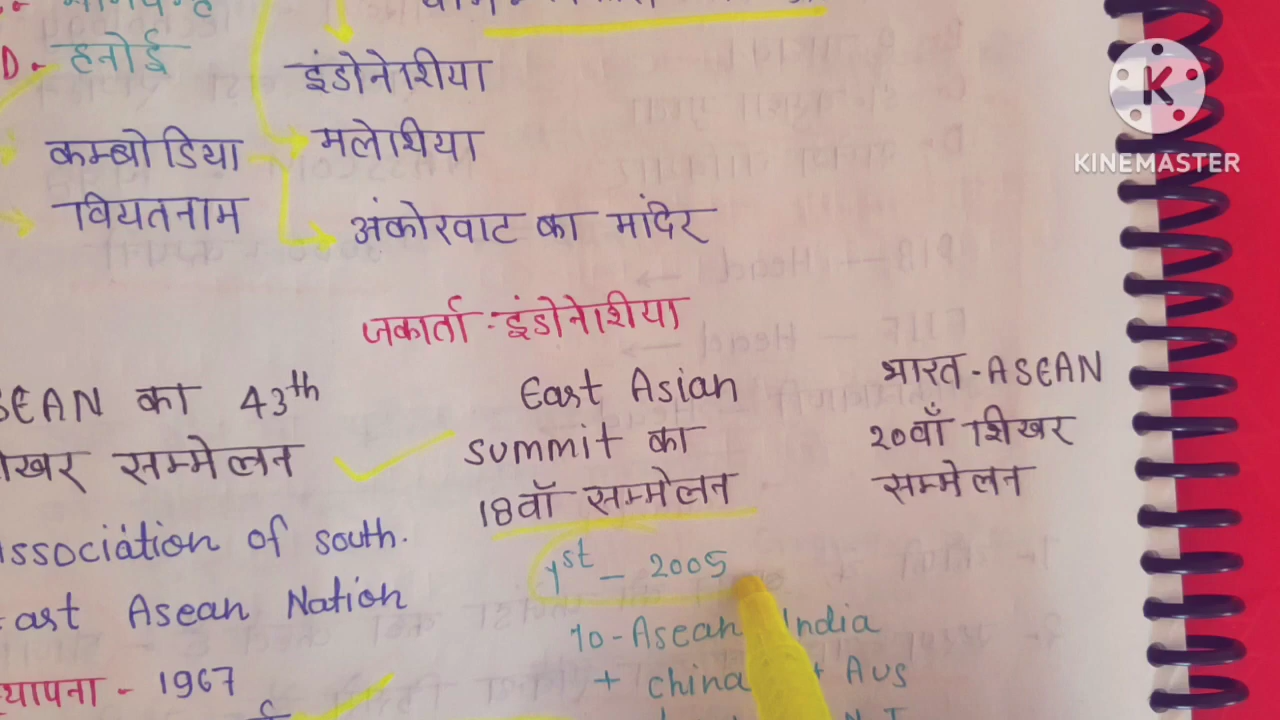 D - हनोई
इंडोनेशिया
कम्बोडिया
मलेशिया
वियतनाम
अंकोरवाट का मंदिर
जकार्ता - इंडोनेशिया
SEAN का 43th
खर सम्मेलन
East Asian
summit का
18वाँ सम्मेलन
भारत - ASEAN
20वाँ शिखर
सम्मेलन
ssociation of south.
ast Asean Nation
1st - 2005
10 - Asean India
+ china + Aus
थापना - 1967
K
KINEMASTER